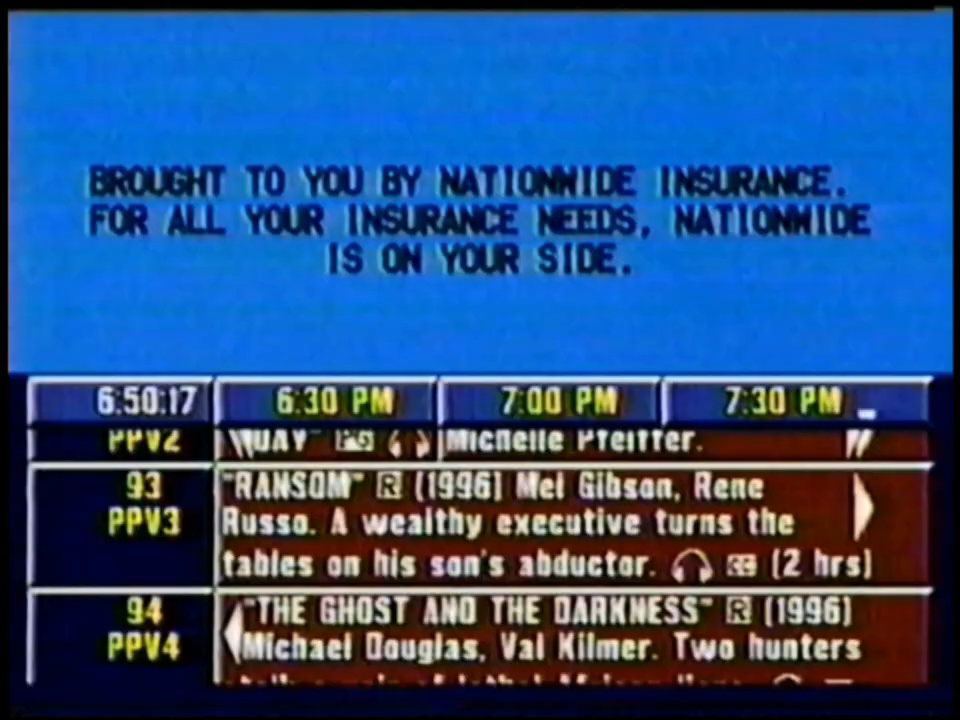 BROUGHT TO YOU BY NATIONWIDE INSURANCE.
FOR ALL YOUR INSURANCE NEEDS, NATIONWIDE
IS ON YOUR SIDE.
6:50:17 6:30 PM 7:00 PM 7:30 PM
PPV2 DAY" PG Michelle Pfeiffer.
93 "RANSOM" R (1996) Mel Gibson, Rene
PPV3 Russo. A wealthy executive turns the
tables on his son's abductor. CC (2 hrs)
94 "THE GHOST AND THE DARKNESS" R (1996)
PPV4 Michael Douglas, Val Kilmer. Two hunters